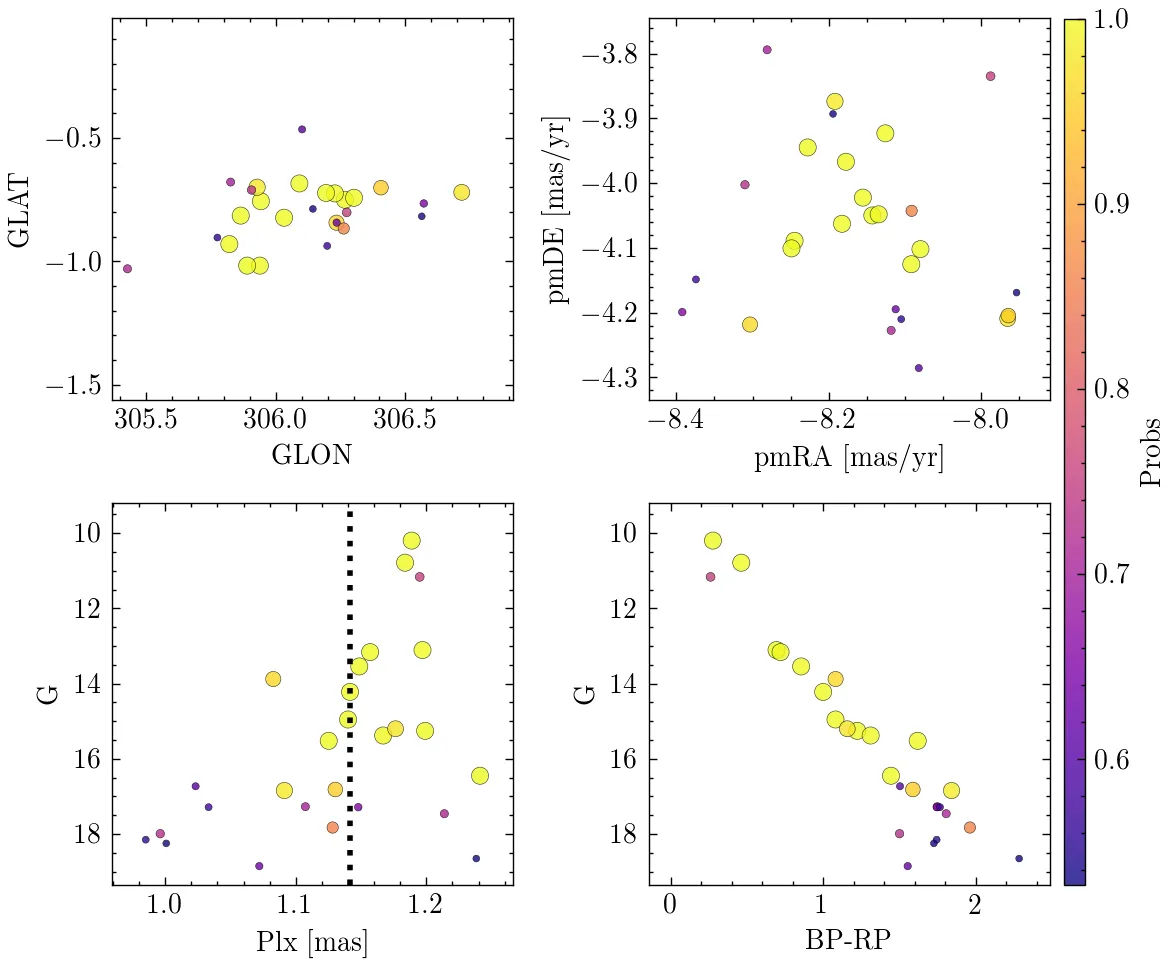 −0.5
−1.0
−1.5
GLAT
305.5 306.0 306.5
GLON
−3.8
−3.9
−4.0
−4.1
−4.2
−4.3
pmDE [mas/yr]
−8.4 −8.2 −8.0
pmRA [mas/yr]
10
12
14
16
18
G
1.0 1.1 1.2
Plx [mas]
10
12
14
16
18
G
0 1 2
BP-RP
1.0
0.9
0.8
0.7
0.6
Probs